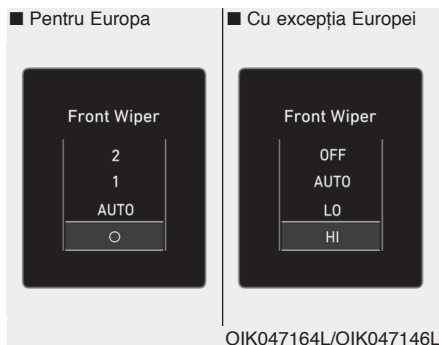 ■ Pentru Europa
Front Wiper
2
1
AUTO
O
■ Cu excepția Europei
Front Wiper
OFF
AUTO
LO
HI
OIK047164L/OIK047146L